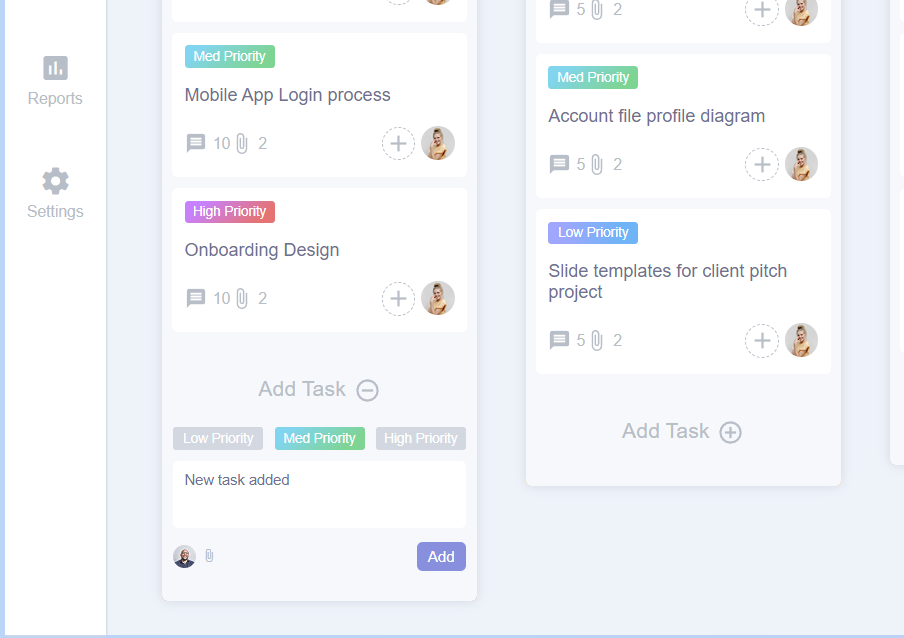 Reports
Settings
Med Priority
Mobile App Login process
10 2
High Priority
Onboarding Design
10 2
Add Task
Low Priority Med Priority High Priority
New task added
Add
5 2
Med Priority
Account file profile diagram
5 2
Low Priority
Slide templates for client pitch
project
5 2
Add Task